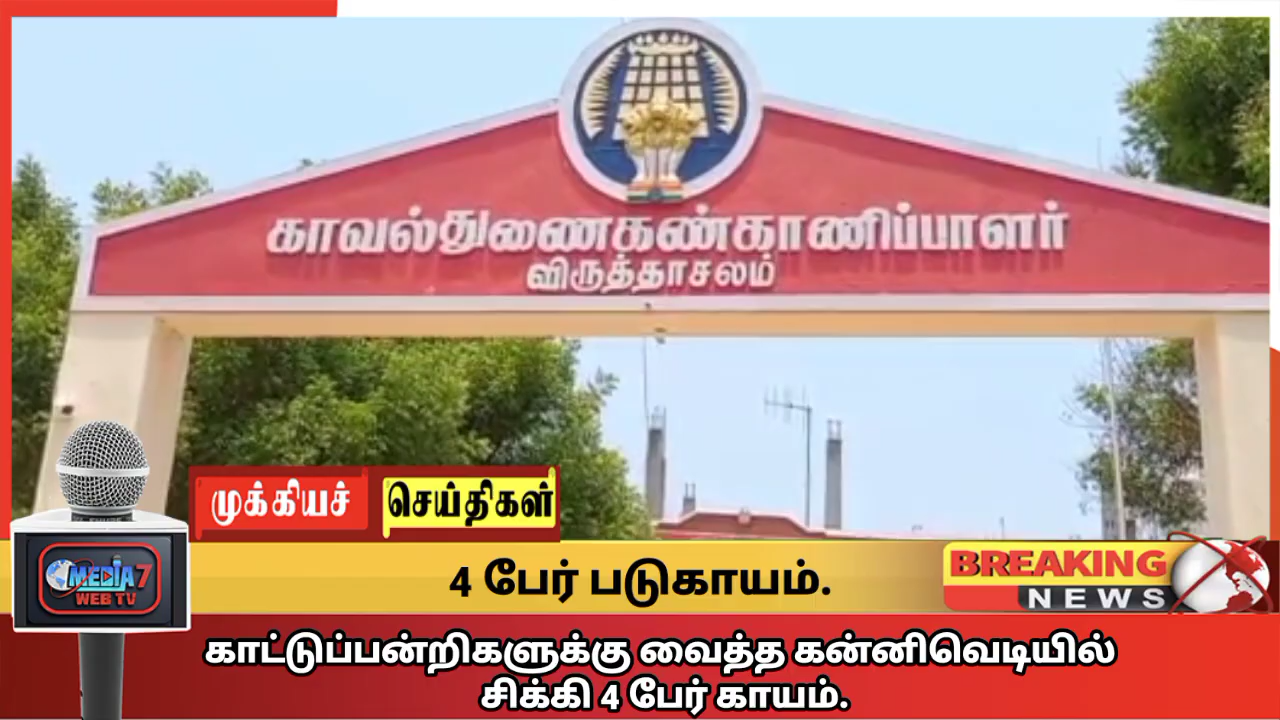 காவல்துணைகண்காணிப்பாளர்
விருத்தாசலம்
முக்கியச் செய்திகள்
MEDIA7
WEB TV
4 பேர் படுகாயம்.
BREAKING
NEWS
காட்டுப்பன்றிகளுக்கு வைத்த கன்னிவெடியில்
சிக்கி 4 பேர் காயம்.